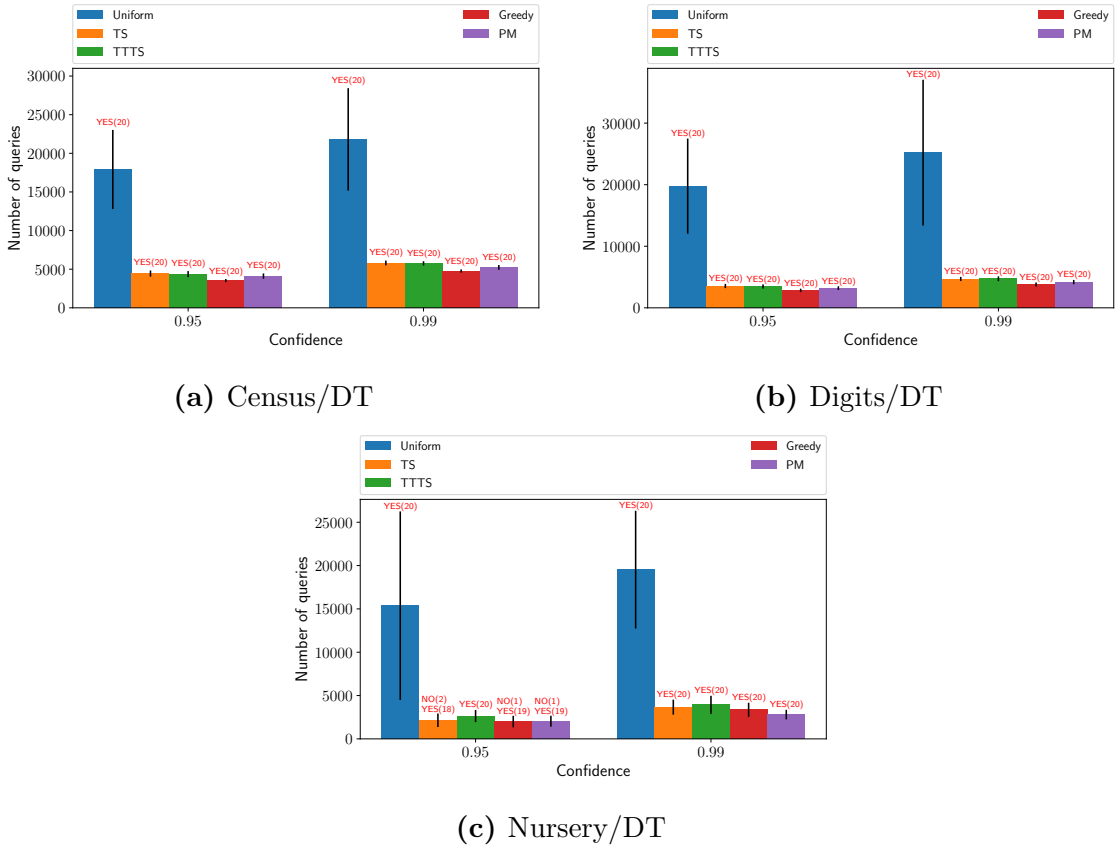 Uniform
TS
TTTS
Greedy
PM
Number of queries
30000
25000
20000
15000
10000
5000
0
YES(20)
YES(20)
YES(20)
YES(20)
YES(20)
YES(20)
YES(20)
YES(20)
YES(20)
YES(20)
0.95
0.99
Confidence
(a) Census/DT
Uniform
TS
TTTS
Greedy
PM
Number of queries
30000
20000
10000
0
YES(20)
YES(20)
YES(20)
YES(20)
YES(20)
YES(20)
YES(20)
YES(20)
YES(20)
YES(20)
0.95
0.99
Confidence
(b) Digits/DT
Uniform
TS
TTTS
Greedy
PM
Number of queries
25000
20000
15000
10000
5000
0
YES(20)
NO(2)
YES(18)
YES(20)
NO(1)
YES(19)
NO(1)
YES(19)
YES(20)
YES(20)
YES(20)
YES(20)
YES(20)
0.95
0.99
Confidence
(c) Nursery/DT